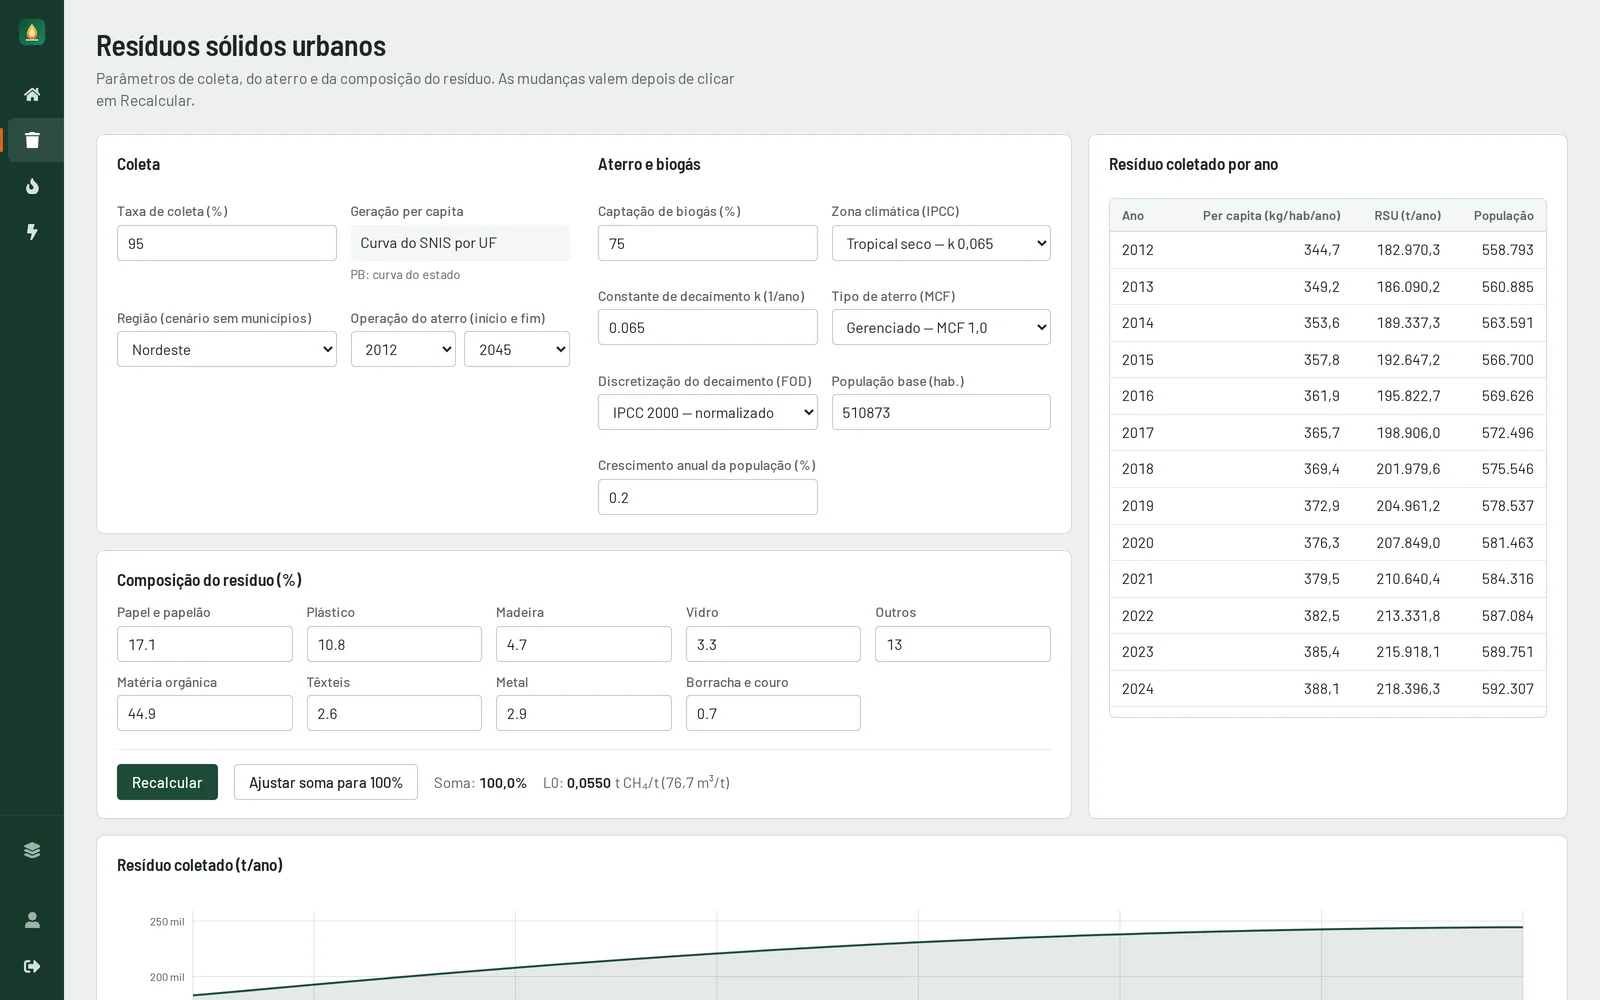 Resíduos sólidos urbanos
Parâmetros de coleta, do aterro e da composição do resíduo. As mudanças valem depois de clicar
em Recalcular.
Coleta
Taxa de coleta (%)
Geração per capita
95
Curva do SNIS por UF
PB: curva do estado
Região (cenário sem municípios)
Operação do aterro (início e fim)
Nordeste
2012
2045
Aterro e biogás
Captação de biogás (%)
Zona climática (IPCC)
75
Tropical seco — k 0,065
Constante de decaimento k (1/ano)
Tipo de aterro (MCF)
0.065
Gerenciado — MCF 1,0
Discretização do decaimento (FOD)
População base (hab.)
IPCC 2000 — normalizado
510873
Crescimento anual da população (%)
0.2
Composição do resíduo (%)
Papel e papelão
Plástico
Madeira
Vidro
Outros
17.1
10.8
4.7
3.3
13
Matéria orgânica
Têxteis
Metal
Borracha e couro
44.9
2.6
2.9
0.7
Recalcular
Ajustar soma para 100%
Soma: 100,0%
L0: 0,0550 t CH₄/t (76,7 m³/t)
Resíduo coletado por ano
Ano Per capita (kg/hab/ano) RSU (t/ano) População
2012 344,7 182.970,3 558.793
2013 349,2 186.090,2 560.885
2014 353,6 189.337,3 563.591
2015 357,8 192.647,2 566.700
2016 361,9 195.822,7 569.626
2017 365,7 198.906,0 572.496
2018 369,4 201.979,6 575.546
2019 372,9 204.961,2 578.537
2020 376,3 207.849,0 581.463
2021 379,5 210.640,4 584.316
2022 382,5 213.331,8 587.084
2023 385,4 215.918,1 589.751
2024 388,1 218.396,3 592.307
Resíduo coletado (t/ano)
250 mil
200 mil